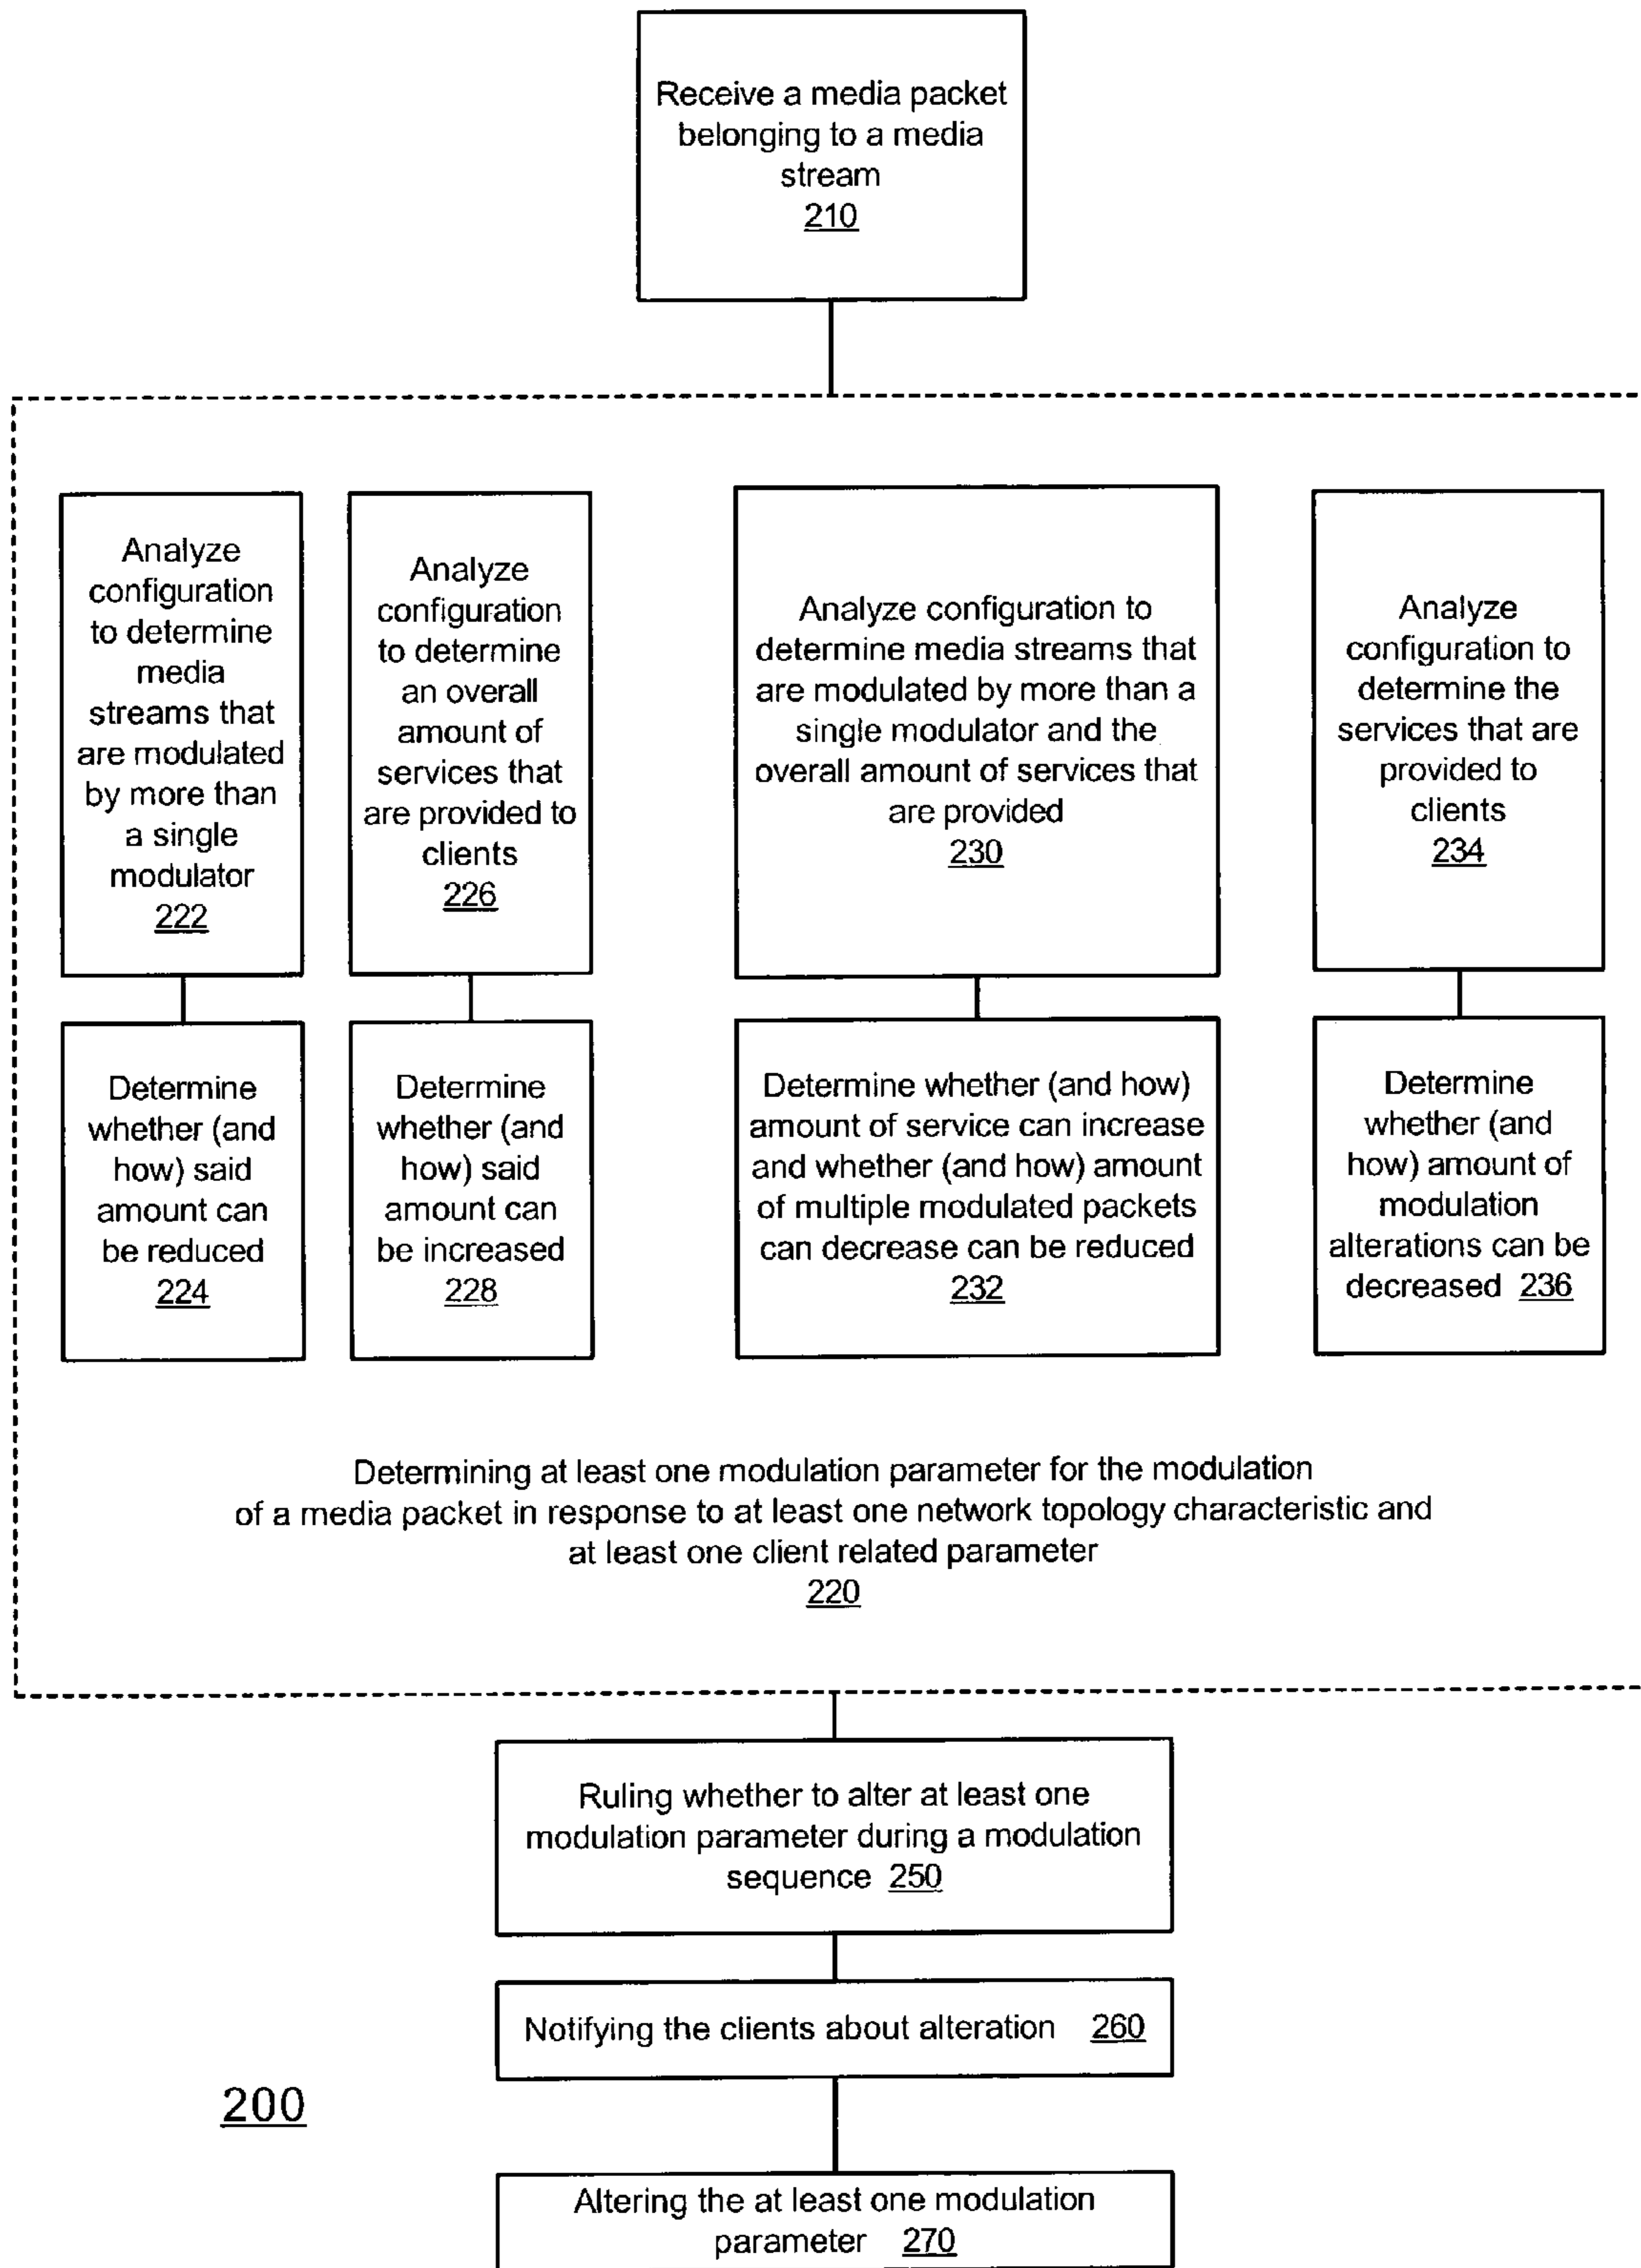 Receive a media packet
belonging to a media
stream
210
Analyze
configuration
to determine
media
streams that
are modulated
by more than
a single
modulator
222
Analyze
configuration
to determine
an overall
amount of
services that
are provided to
clients
226
Analyze configuration to
determine media streams that
are modulated by more than a
single modulator and the
overall amount of services that
are provided
230
Analyze
configuration to
determine the
services that are
provided to
clients
234
Determine
whether (and
how) said
amount can
be reduced
224
Determine
whether (and
how) said
amount can
be increased
228
Determine whether (and how)
amount of service can increase
and whether (and how) amount
of multiple modulated packets
can decrease can be reduced
232
Determine
whether (and
how) amount of
modulation
alterations can be
decreased 236
Determining at least one modulation parameter for the modulation
of a media packet in response to at least one network topology characteristic and
at least one client related parameter
220
Ruling whether to alter at least one
modulation parameter during a modulation
sequence 250
Notifying the clients about alteration 260
200
Altering the at least one modulation
parameter 270